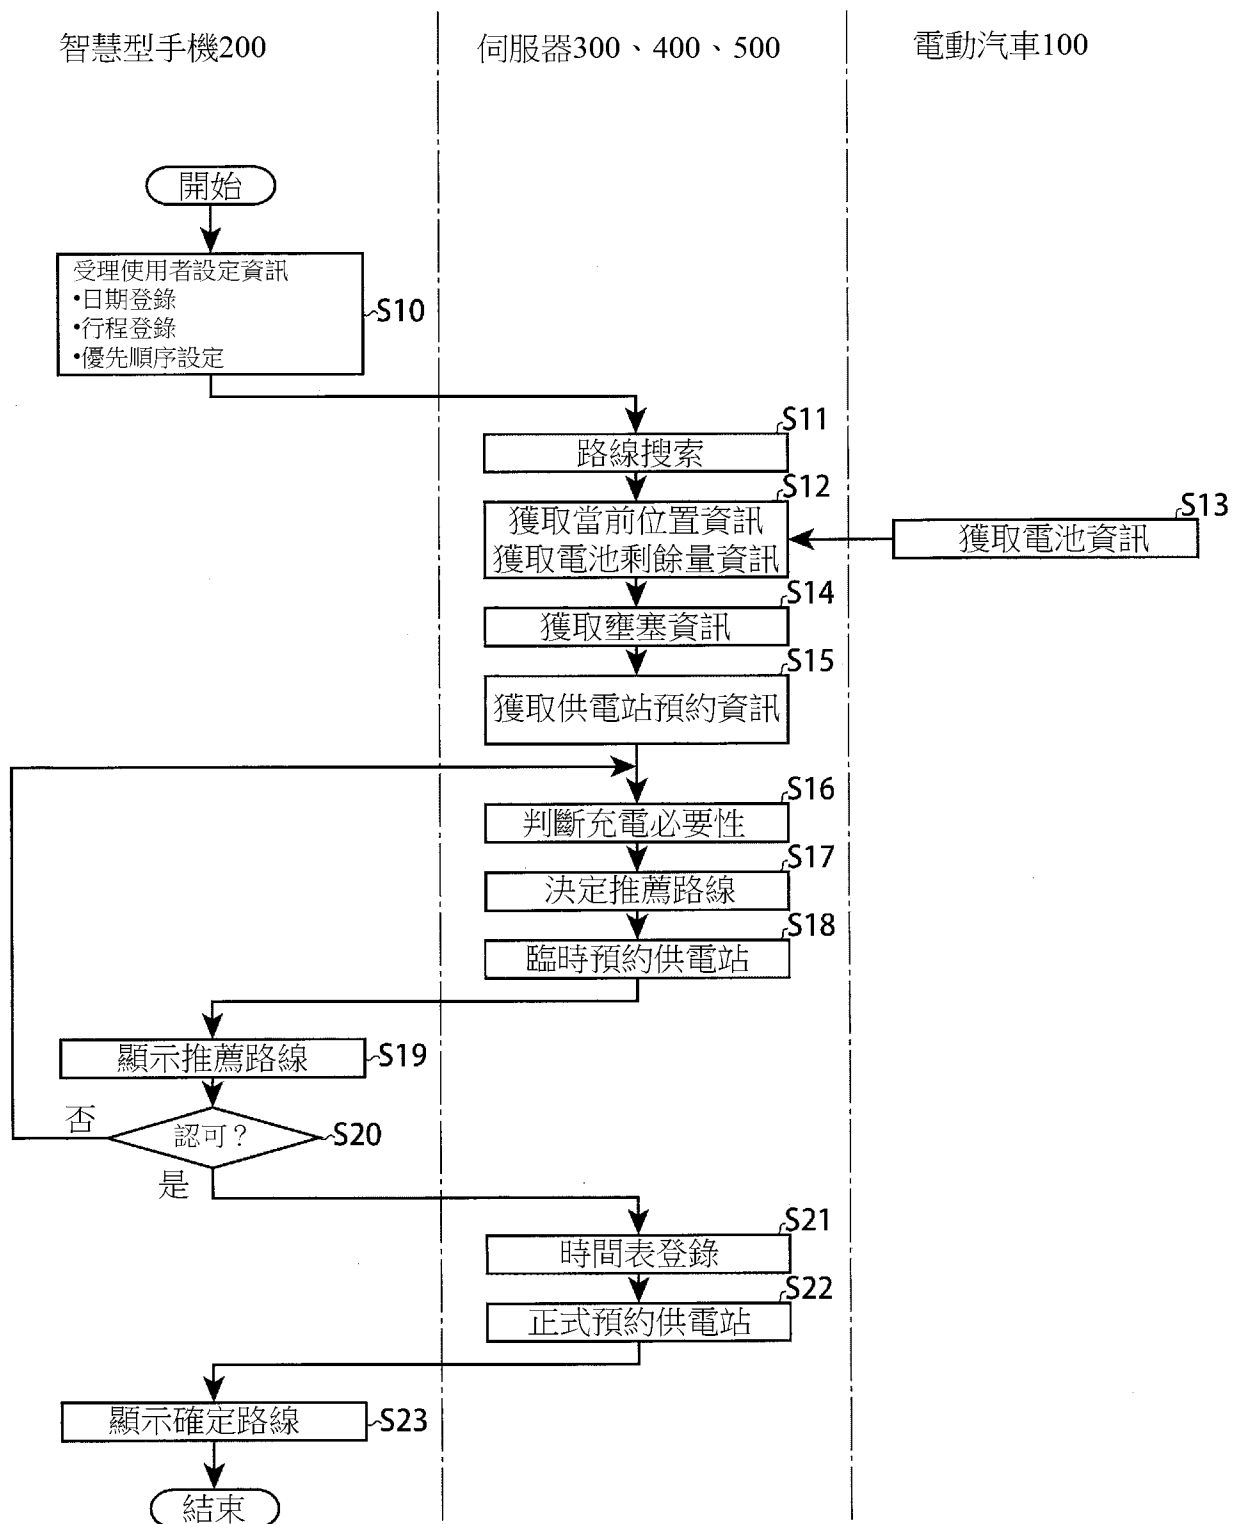 智慧型手機200
伺服器300、400、500
電動汽車100
開始
受理使用者設定資訊
•日期登錄
•行程登錄
•優先順序設定
S10
S11
路線搜索
S12
獲取當前位置資訊
獲取電池剩餘量資訊
S13
獲取電池資訊
S14
獲取壅塞資訊
S15
獲取供電站預約資訊
S16
判斷充電必要性
S17
決定推薦路線
S18
臨時預約供電站
顯示推薦路線
S19
否
認可？
S20
是
S21
時間表登錄
S22
正式預約供電站
顯示確定路線
S23
結束